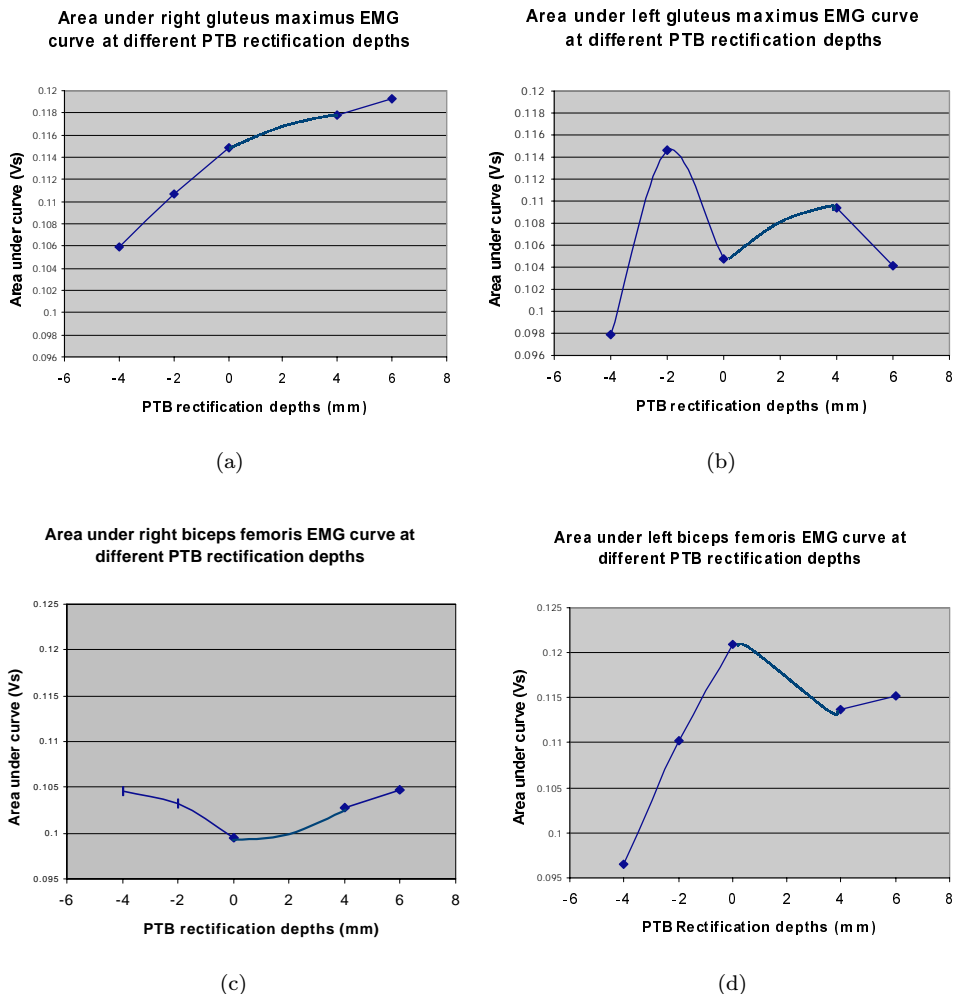 Area under right gluteus maximus EMG
curve at different PTB rectification depths
0.12
0.118
0.116
0.114
0.112
0.11
0.108
0.106
0.104
0.102
0.1
0.098
0.096
Area under curve (Vs)
-6 -4 -2 0 2 4 6 8
PTB rectification depths (mm)
(a)
Area under left gluteus maximus EMG curve
at different PTB rectification depths
0.12
0.118
0.116
0.114
0.112
0.11
0.108
0.106
0.104
0.102
0.1
0.098
0.096
Area under curve (Vs)
-6 -4 -2 0 2 4 6 8
PTB rectification depths (mm)
(b)
Area under right biceps femoris EMG curve at
different PTB rectification depths
0.125
0.12
0.115
0.11
0.105
0.1
0.095
Area under curve (Vs)
-6 -4 -2 0 2 4 6 8
PTB rectification depths (mm)
(c)
Area under left biceps femoris EMG curve at
different PTB rectification depths
0.125
0.12
0.115
0.11
0.105
0.1
0.095
Area under curve (Vs)
-6 -4 -2 0 2 4 6 8
PTB Rectification depths (mm)
(d)